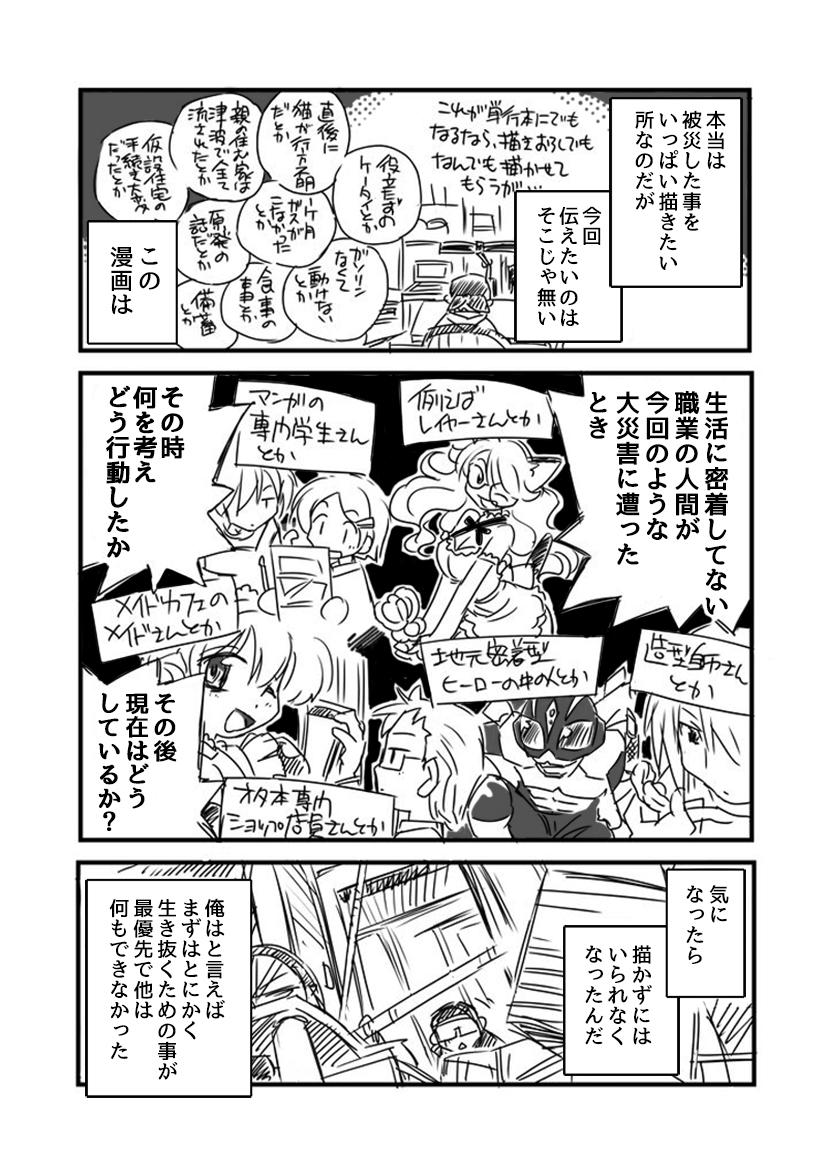 本当は
被災した事を
いっぱい描きたい
所なのだが
これが単行本にでも
なるなら、描きおろしでも
なんでも描かせて
もらうが…
今回
伝えたいのは
そこじゃ無い
役立たずの
ケータイとか
直後に
猫が行方不明
だとか
親の住む家は
津波で全て
流されたとか
仮設住宅の
手続き大変
だったとか
一ヶ月
ガスが
こなかった
とか
原発の
話だとか
ガソリン
なくて
動けない
とか
食事の
事とか
備蓄
とか
この
漫画は
生活に密着してない
職業の人間が
今回のような
大災害に遭った
とき
例えば
レイヤーさんとか
マンガの
専門学生さん
とか
その時
何を考え
どう行動したか
メイドカフェの
メイドさんとか
造型師さん
とか
地元密着型
ヒーローの中の人とか
オタ本専門
ショップ店員さんとか
その後
現在はどう
しているか？
気に
なったら
描かずには
いられなく
なったんだ
俺はと言えば
まずはとにかく
生き抜くための事が
最優先で他は
何もできなかった